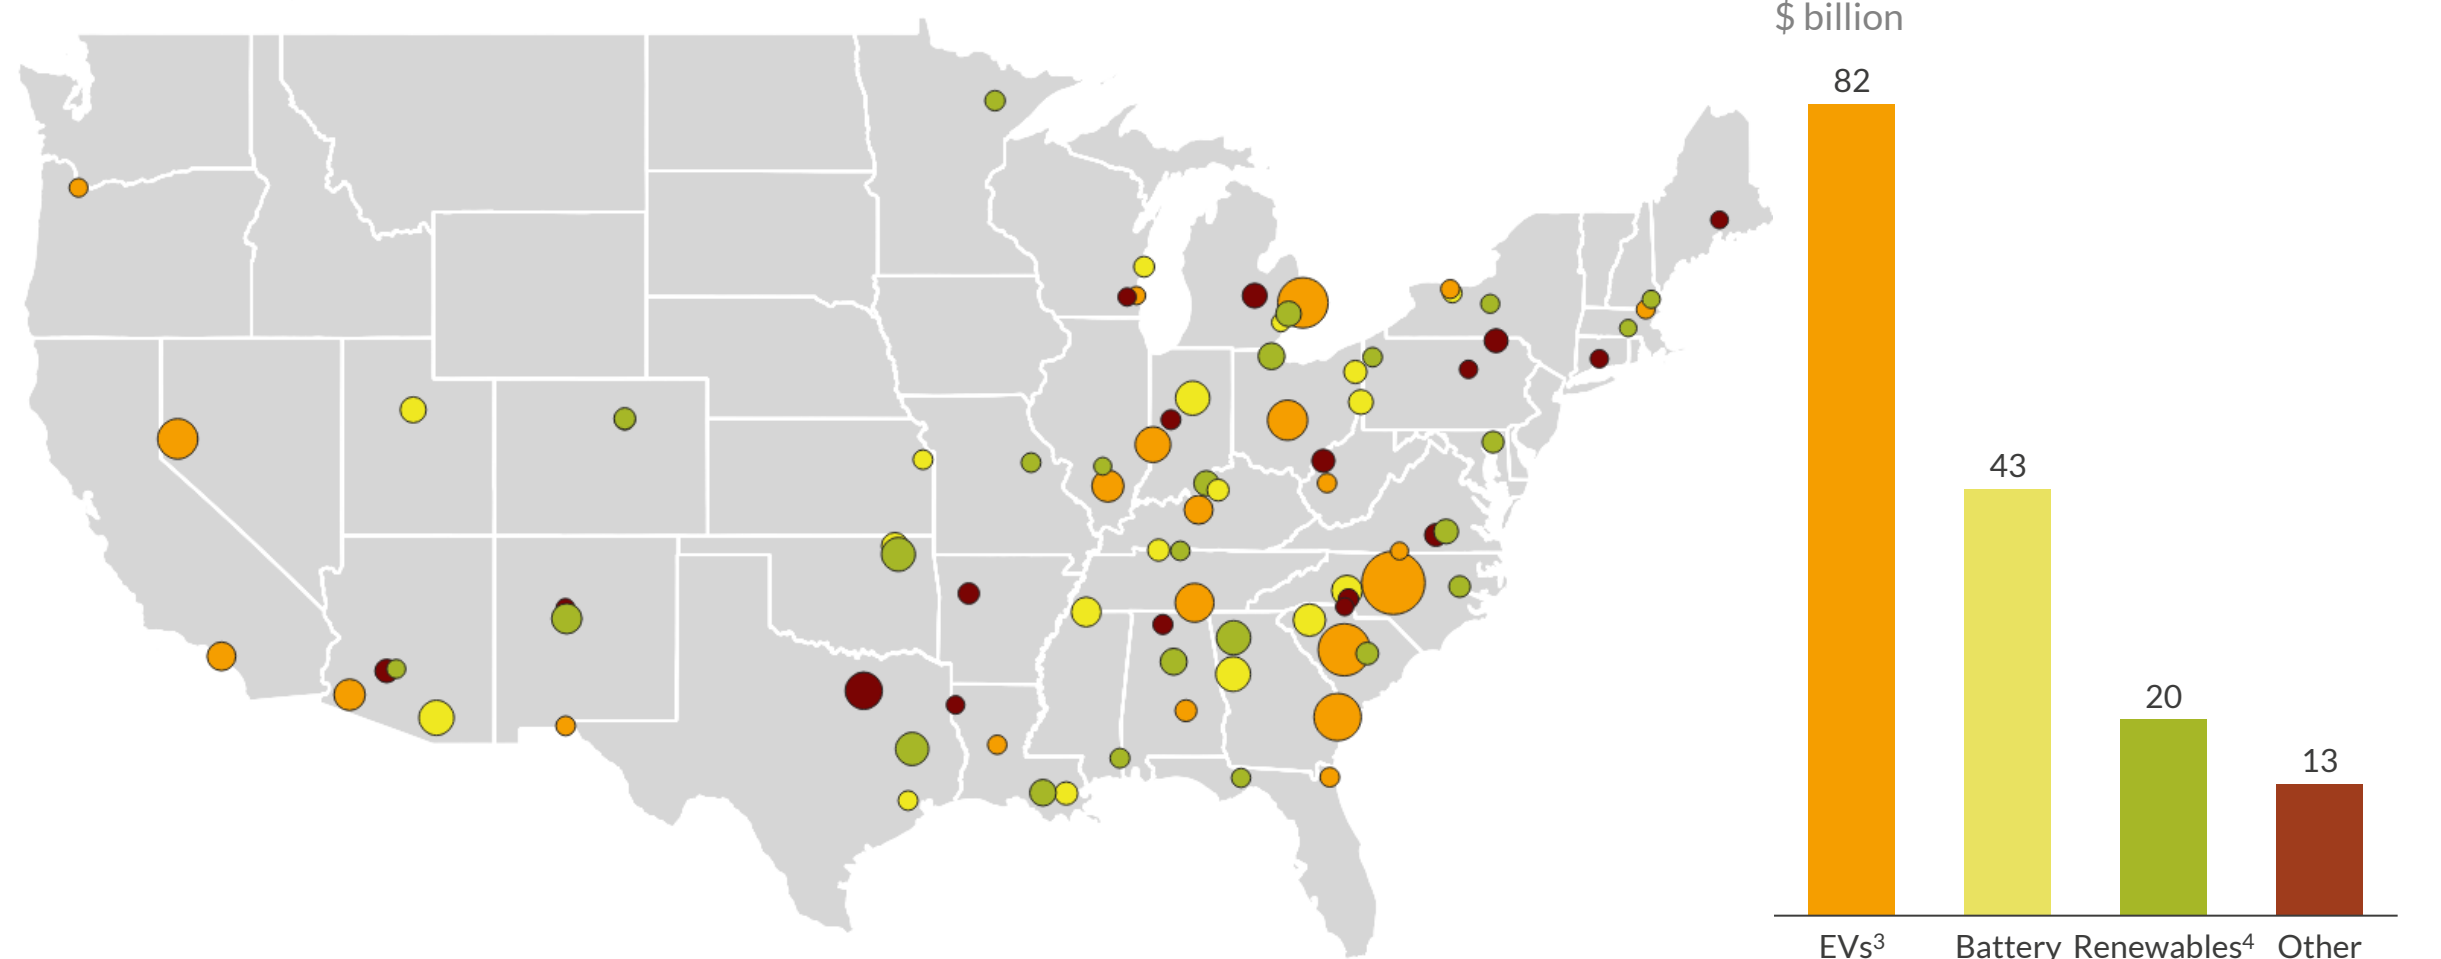 $ billion
82
43
20
13
EVs³
Battery
Renewables⁴
Other